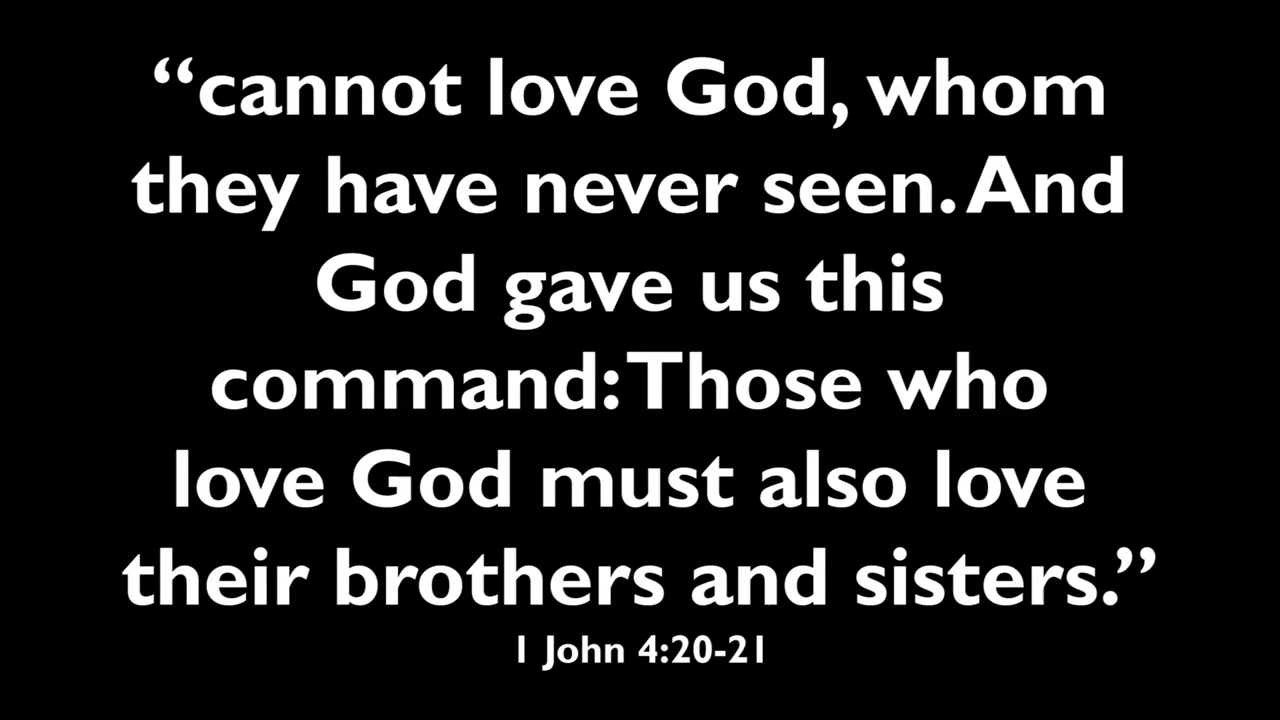 “cannot love God, whom
they have never seen. And
God gave us this
command: Those who
love God must also love
their brothers and sisters.”
1 John 4:20-21